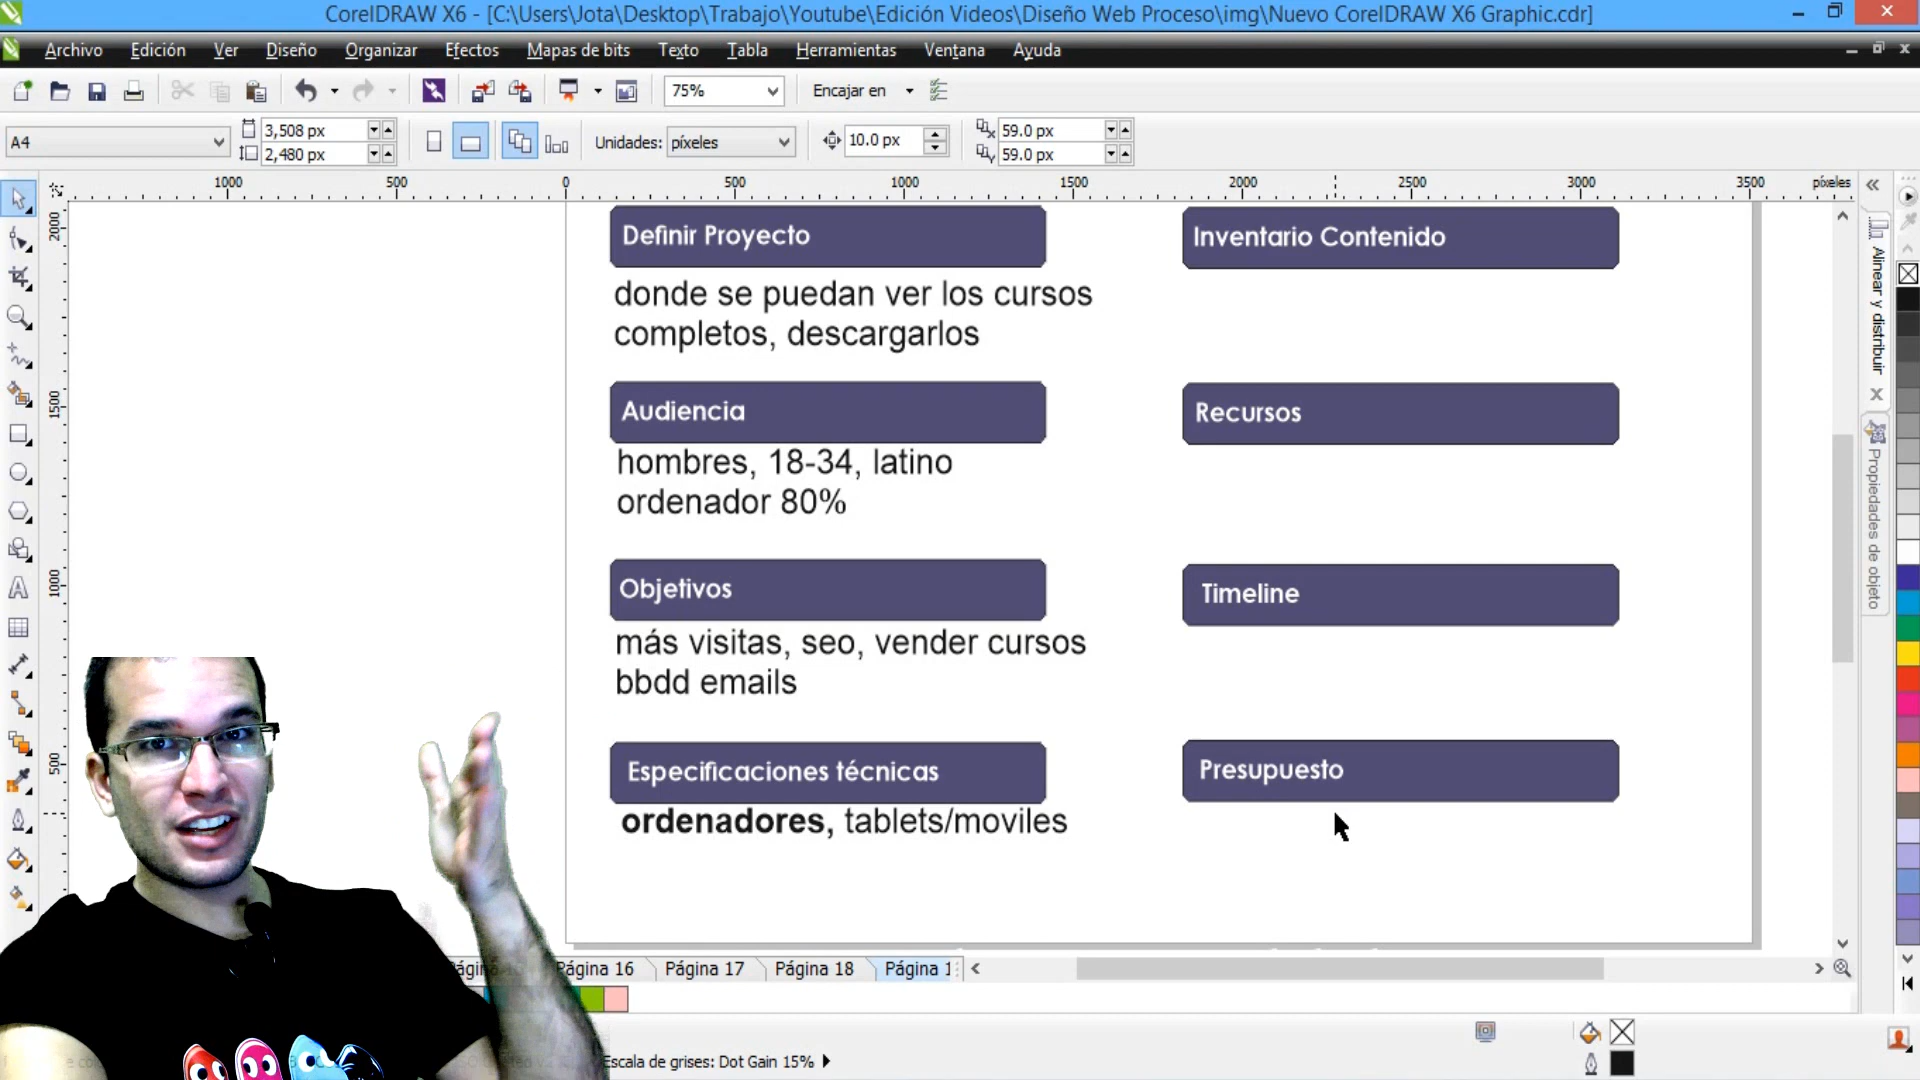 CorelDRAW X6 - [C:\Users\Jota\Desktop\Trabajo\Youtube\Edición Videos\Diseño Web Proceso\img\Nuevo CorelDRAW X6 Graphic.cdr]
Archivo Edición Ver Diseño Organizar Efectos Mapas de bits Texto Tabla Herramientas Ventana Ayuda
75% Encajar en
A4 3,508 px 2,480 px Unidades: píxeles 10.0 px 59.0 px 59.0 px
1000 500 0 500 1000 1500 2000 2500 3000 3500 píxeles
2000
1500
1000
500
Definir Proyecto
donde se puedan ver los cursos
completos, descargarlos
Audiencia
hombres, 18-34, latino
ordenador 80%
Objetivos
más visitas, seo, vender cursos
bbdd emails
Especificaciones técnicas
ordenadores, tablets/moviles
Inventario Contenido
Recursos
Timeline
Presupuesto
Alinear y distribuir
Propiedades de objeto
Página 16 Página 17 Página 18 Página 1
Escala de grises: Dot Gain 15%